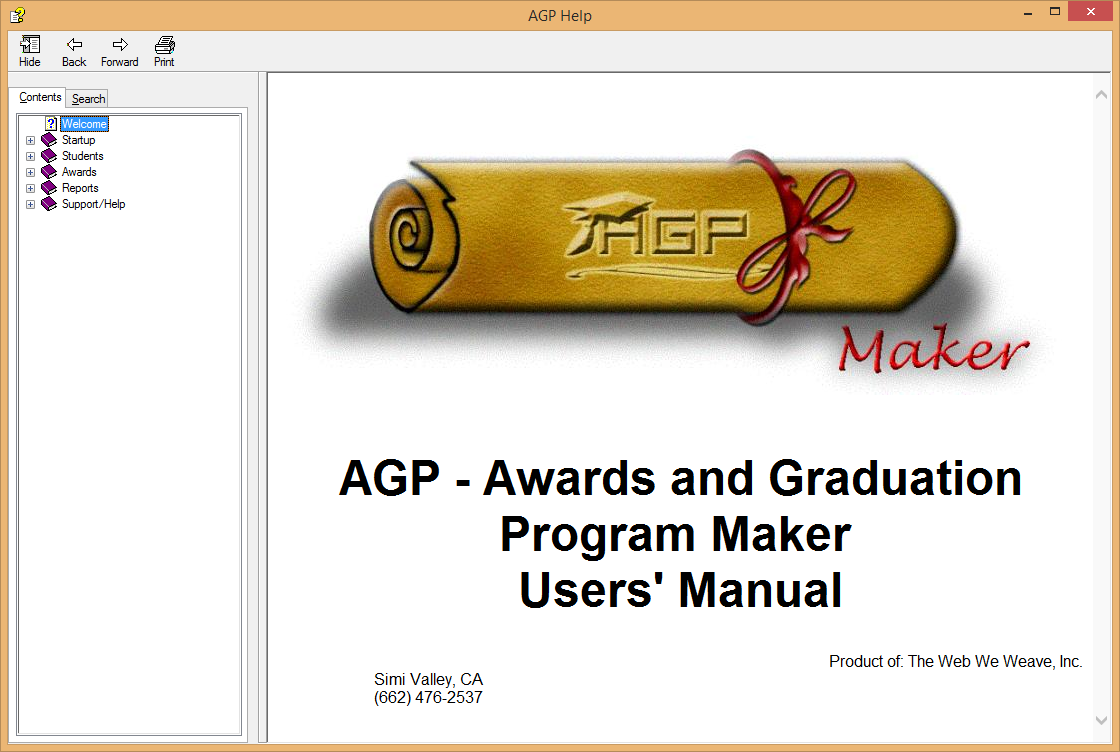 AGP Help
Hide Back Forward Print
Contents Search
Welcome
Startup
Students
Awards
Reports
Support/Help
AGP
Maker
AGP - Awards and Graduation
Program Maker
Users' Manual
Product of: The Web We Weave, Inc.
Simi Valley, CA
(662) 476-2537